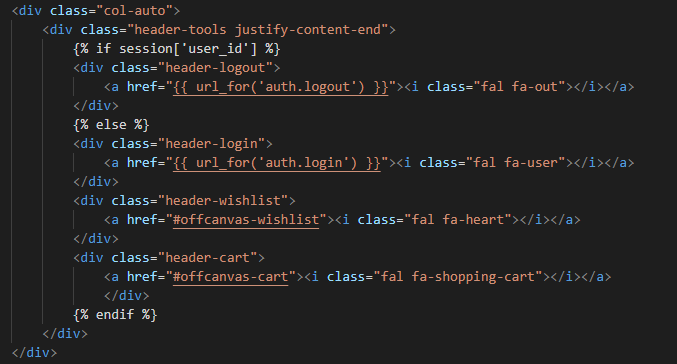 <div class="col-auto">
    <div class="header-tools justify-content-end">
        {% if session['user_id'] %}
        <div class="header-logout">
            <a href="{{ url_for('auth.logout') }}"><i class="fal fa-out"></i></a>
        </div>
        {% else %}
        <div class="header-login">
            <a href="{{ url_for('auth.login') }}"><i class="fal fa-user"></i></a>
        </div>
        <div class="header-wishlist">
            <a href="#offcanvas-wishlist"><i class="fal fa-heart"></i></a>
        </div>
        <div class="header-cart">
            <a href="#offcanvas-cart"><i class="fal fa-shopping-cart"></i></a>
            </div>
        {% endif %}
    </div>
</div>